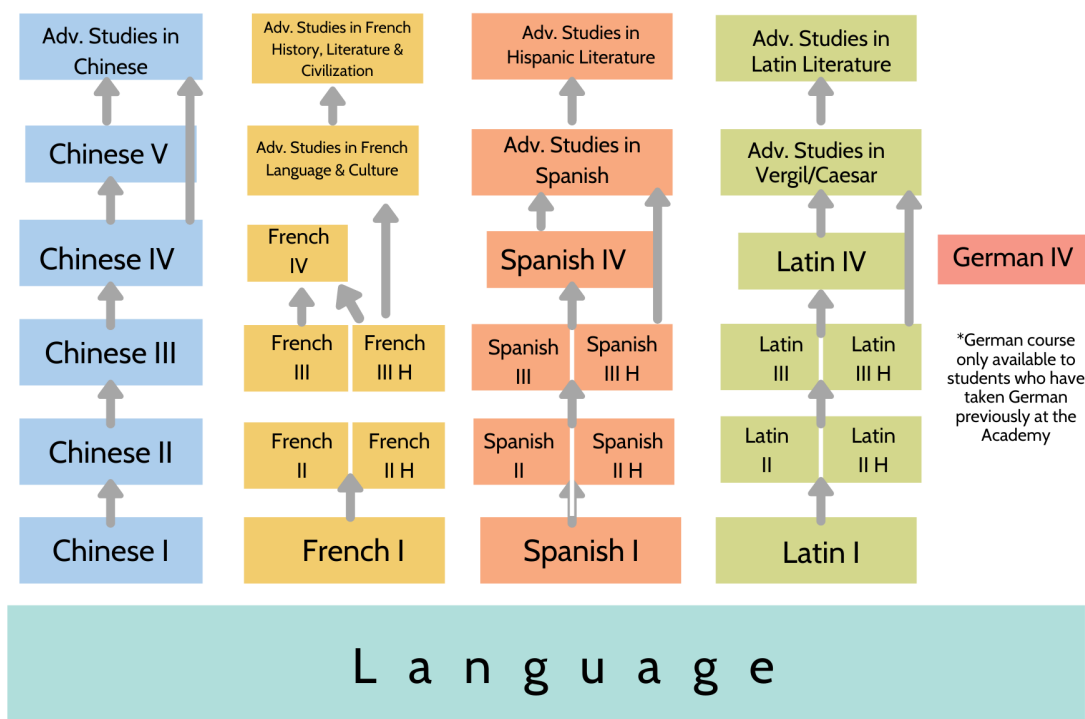 Adv. Studies in
Chinese
Adv. Studies in French
History, Literature &
Civilization
Adv. Studies in
Hispanic Literature
Adv. Studies in
Latin Literature
Chinese V
Adv. Studies in French
Language & Culture
Adv. Studies in
Spanish
Adv. Studies in
Vergil/Caesar
Chinese IV
French
IV
Spanish IV
Latin IV
German IV
Chinese III
French
III
French
III H
Spanish
III
Spanish
III H
Latin
III
Latin
III H
*German course
only available to
students who have
taken German
previously at the
Academy
Chinese II
French
II
French
II H
Spanish
II
Spanish
II H
Latin
II
Latin
II H
Chinese I
French I
Spanish I
Latin I
Language